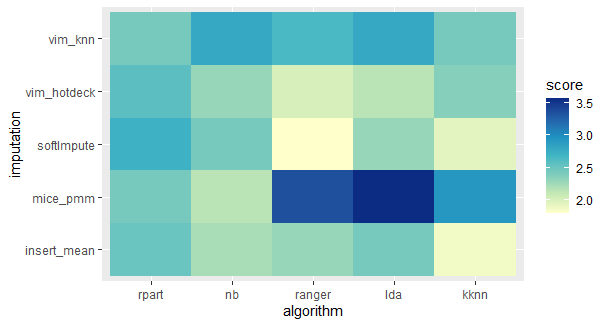 vim_knn
vim_hotdeck
softImpute
mice_pmm
insert_mean
imputation
rpart nb ranger lda kknn
algorithm
score
3.5
3.0
2.5
2.0